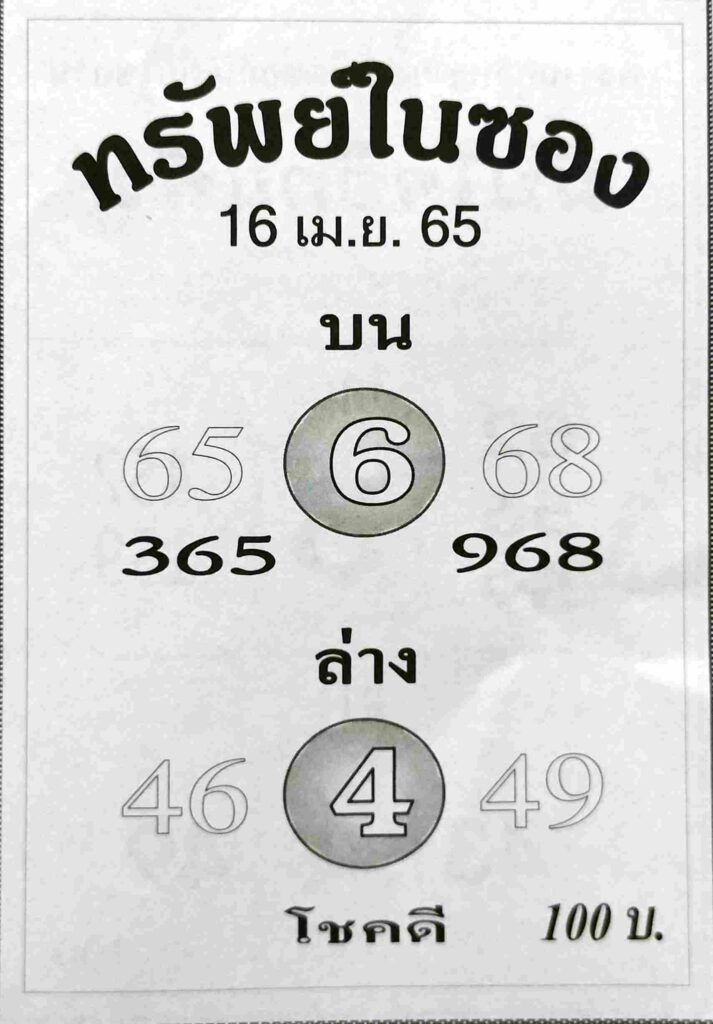 ทรัพย์ในซอง
16 เม.ย. 65
บน
65 6 68
365 968
ล่าง
46 4 49
โชคดี 100 บ.